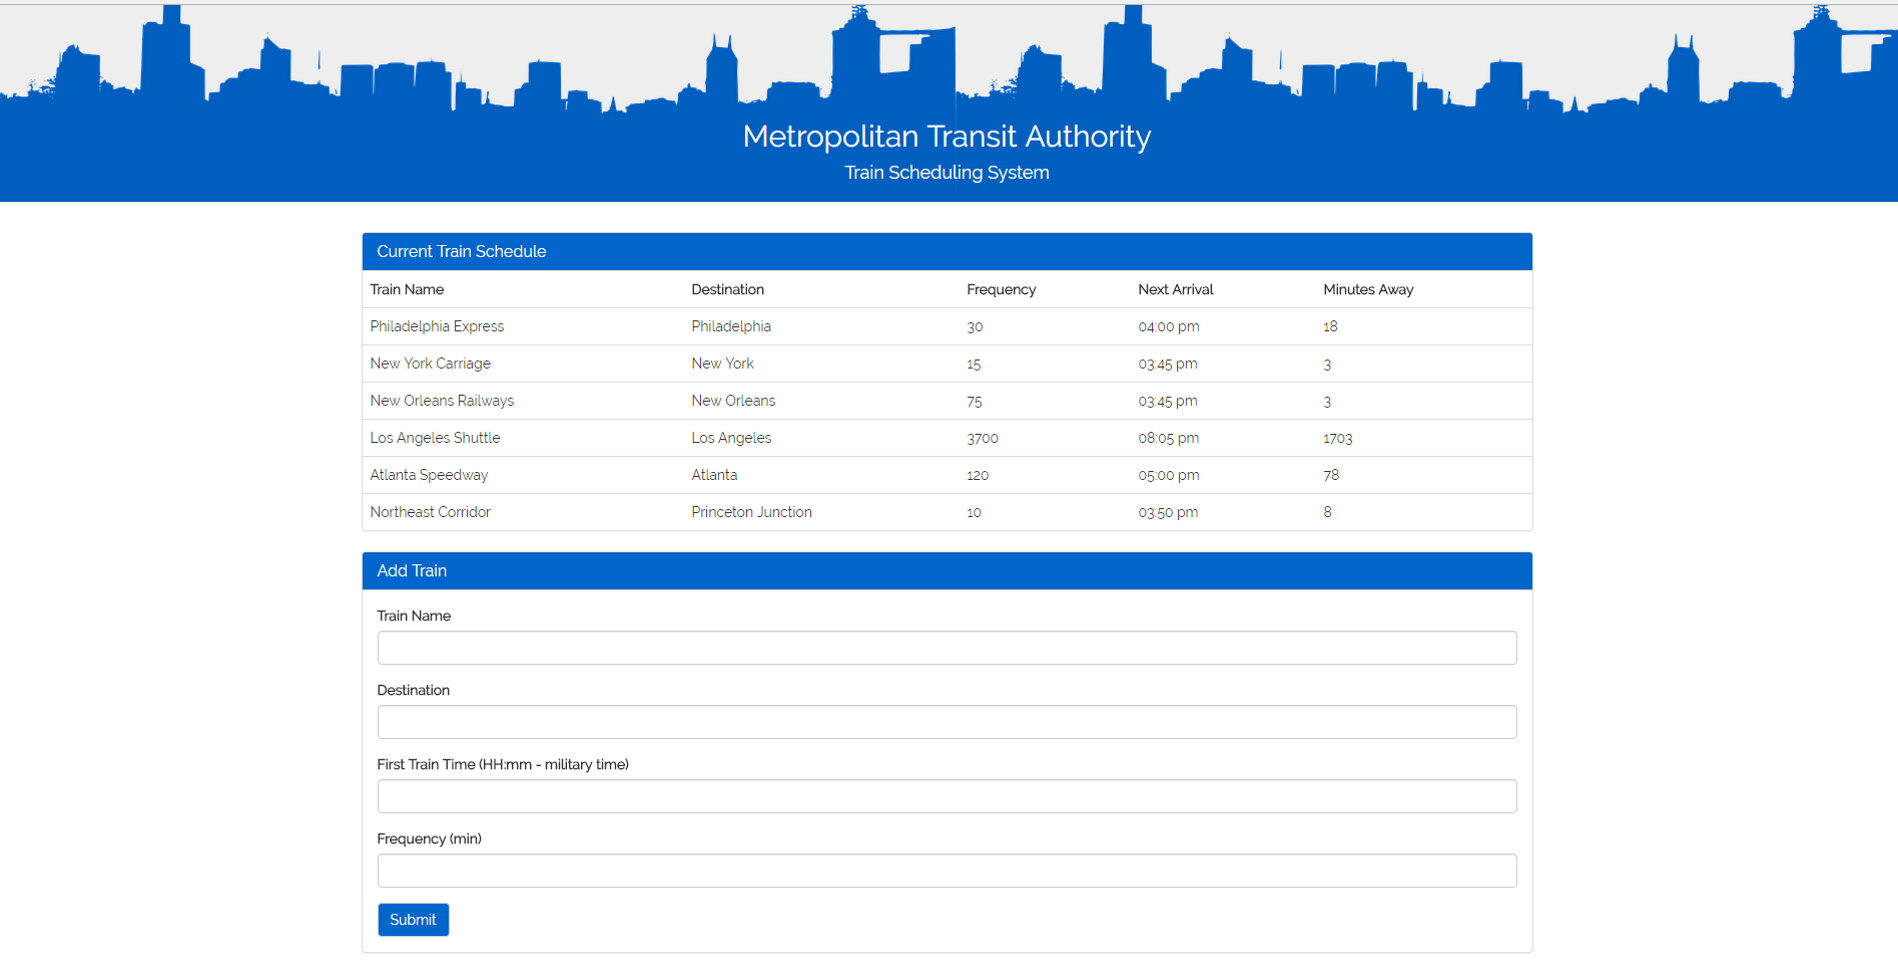 Metropolitan Transit Authority
Train Scheduling System
Current Train Schedule
Train Name Destination Frequency Next Arrival Minutes Away
Philadelphia Express Philadelphia 30 04:00 pm 18
New York Carriage New York 15 03:45 pm 3
New Orleans Railways New Orleans 75 03:45 pm 3
Los Angeles Shuttle Los Angeles 3700 08:05 pm 1703
Atlanta Speedway Atlanta 120 05:00 pm 78
Northeast Corridor Princeton Junction 10 03:50 pm 8
Add Train
Train Name
Destination
First Train Time (HH:mm - military time)
Frequency (min)
Submit